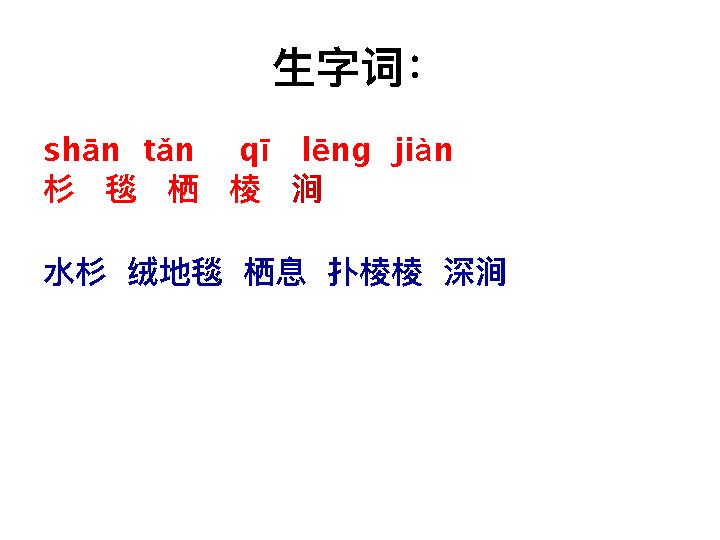 生字词：
shān tǎn qī lēng jiàn
杉 毯 栖 棱 涧
水杉 绒地毯 栖息 扑棱棱 深涧